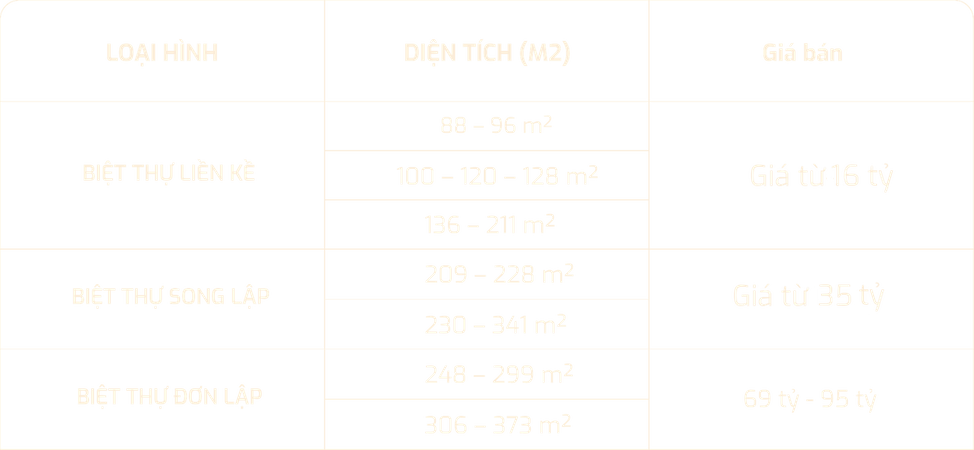 LOẠI HÌNH
DIỆN TÍCH (M2)
Giá bán
BIỆT THỰ LIỀN KỀ
88 – 96 m²
100 – 120 – 128 m²
136 – 211 m²
Giá từ 16 tỷ
BIỆT THỰ SONG LẬP
209 – 228 m²
230 – 341 m²
Giá từ 35 tỷ
BIỆT THỰ ĐƠN LẬP
248 – 299 m²
306 – 373 m²
69 tỷ - 95 tỷ